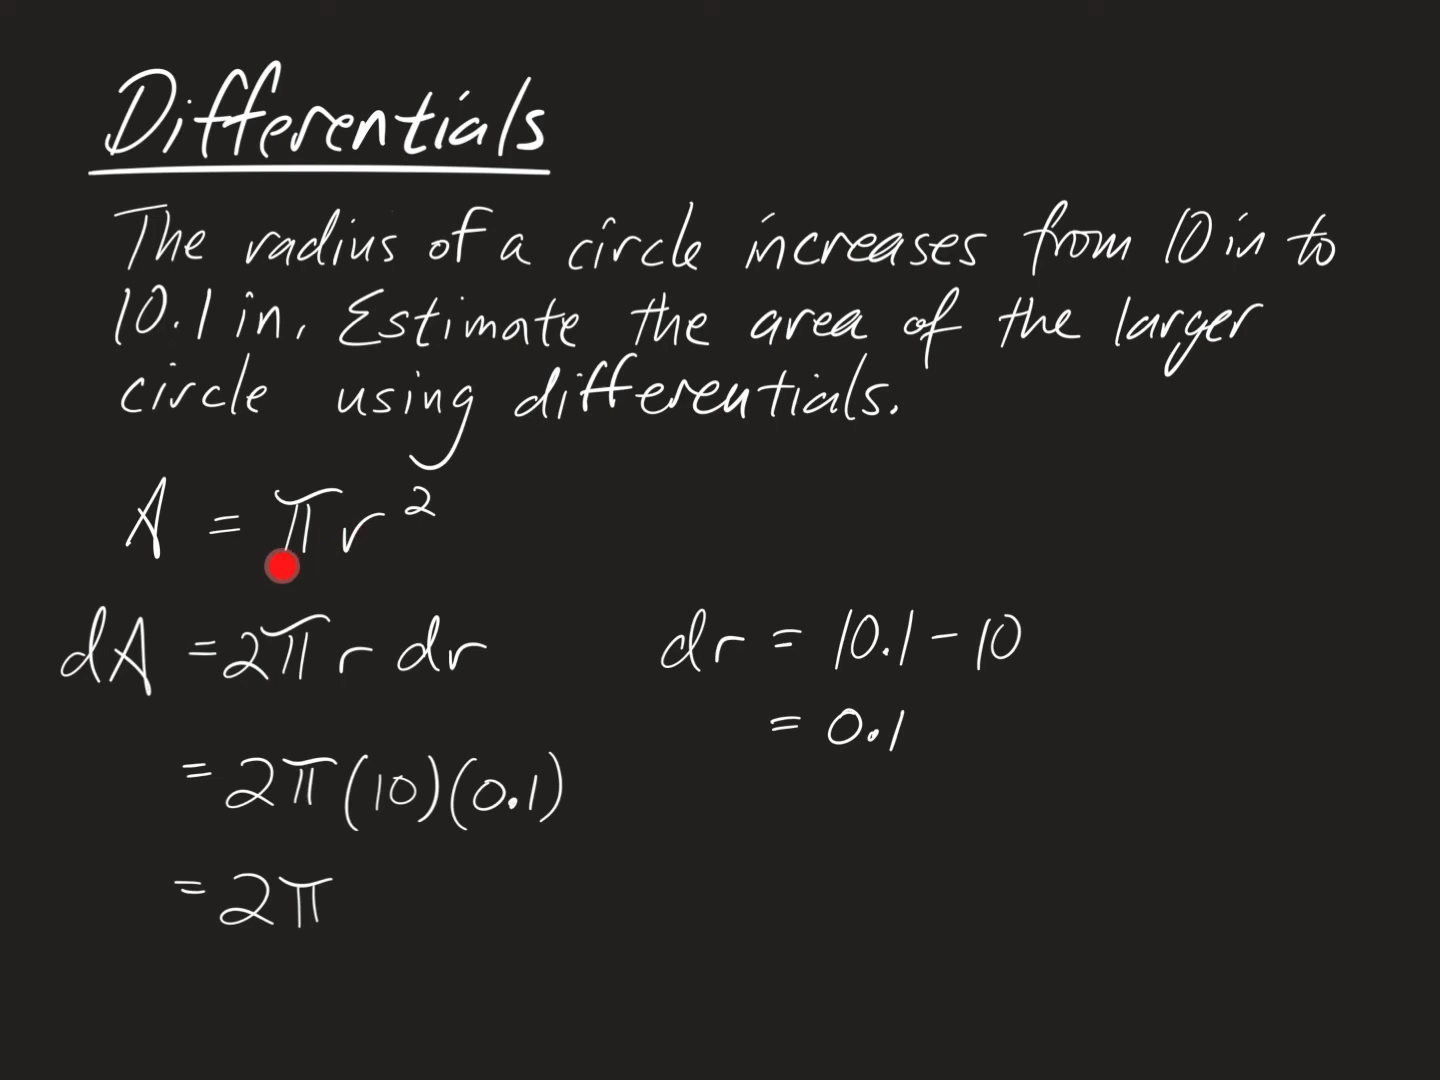 Differentials
The radius of a circle increases from 10 in to
10.1 in. Estimate the area of the larger
circle using differentials.
A = πr²
dA = 2πr dr
dr = 10.1 - 10
= 0.1
= 2π(10)(0.1)
= 2π